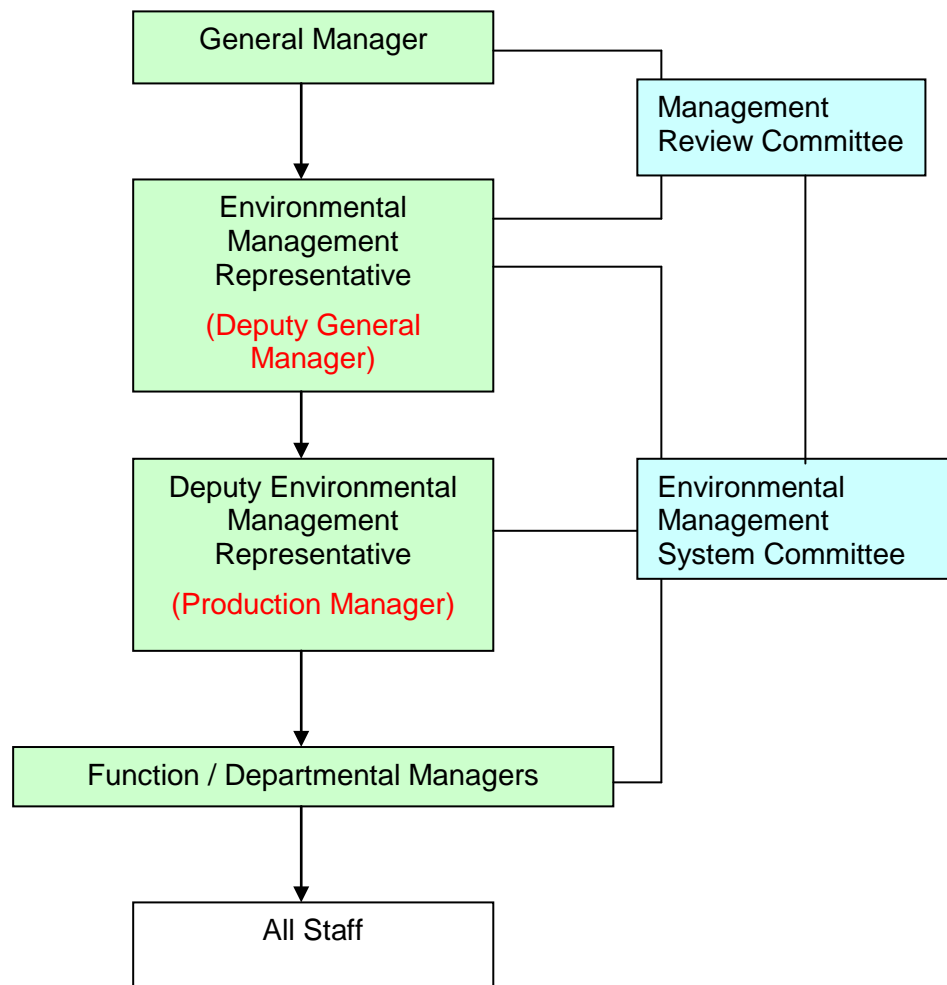 General Manager
Management
Review Committee
Environmental
Management
Representative
(Deputy General
Manager)
Deputy Environmental
Management
Representative
(Production Manager)
Environmental
Management
System Committee
Function / Departmental Managers
All Staff